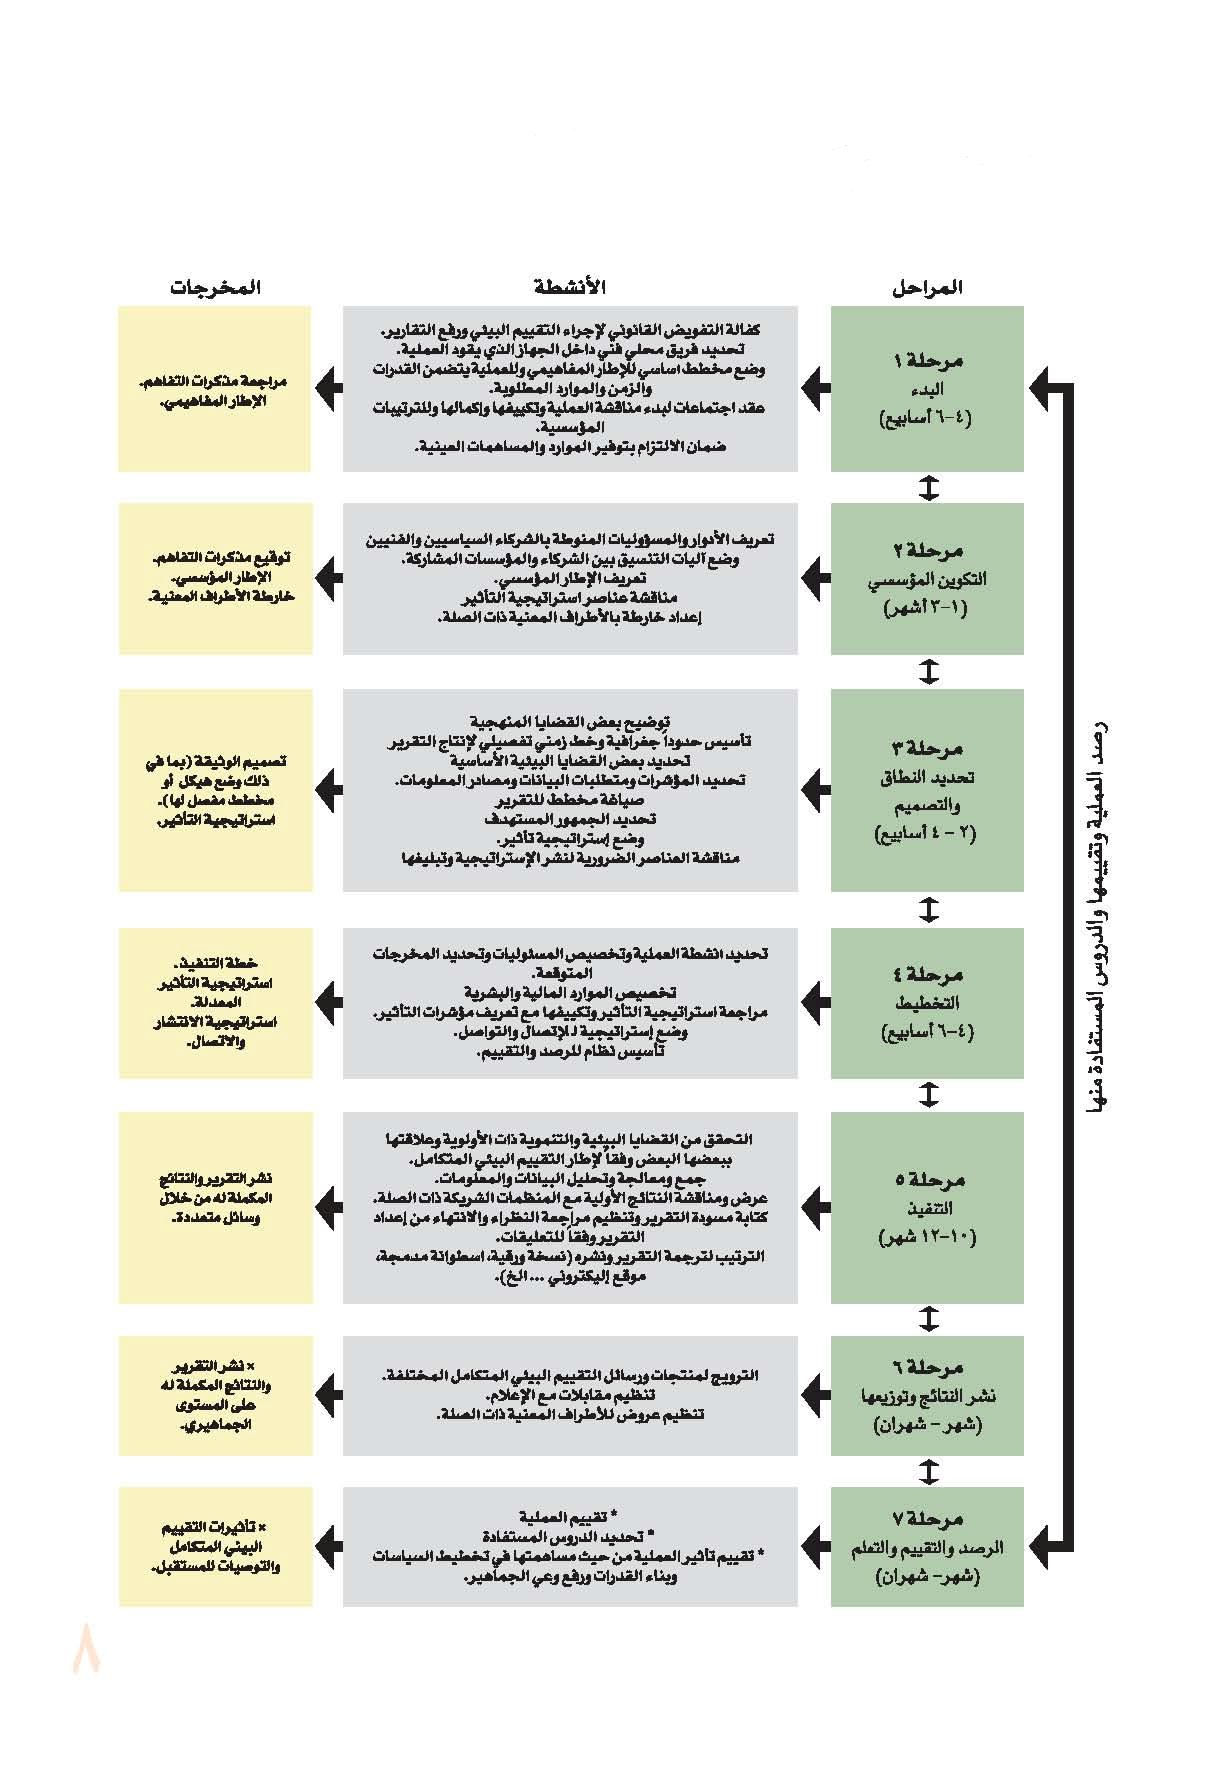 المراحل
الأنشطة
المخرجات
مرحلة ١
البدء
(٤-٦ أسابيع)
كفالة التفويض القانوني لإجراء التقييم البيئي ورفع التقارير.
تحديد فريق محلي فني داخل الجهاز الذي يقود العملية.
وضع مخطط اساسي للإطار المفاهيمي وللعملية يتضمن القدرات
والزمن والموارد المطلوبة.
عقد اجتماعات لبدء مناقشة العملية وتكييفها وإكمالها وللترتيبات
المؤسسية.
ضمان الالتزام بتوفير الموارد والمساهمات العينية.
مراجعة مذكرات التفاهم.
الإطار المفاهيمي.
مرحلة ٢
التكوين المؤسسي
(١-٣ أشهر)
تعريف الأدوار والمسؤوليات المنوطة بالشركاء السياسيين والفنيين
وضع آليات التنسيق بين الشركاء والمؤسسات المشاركة.
تعريف الإطار المؤسسي.
مناقشة عناصر استراتيجية التأثير
إعداد خارطة بالأطراف المعنية ذات الصلة.
توقيع مذكرات التفاهم.
الإطار المؤسسي.
خارطة الأطراف المعنية.
مرحلة ٣
تحديد النطاق
والتصميم
(٢ - ٤ أسابيع)
توضيح بعض القضايا المنهجية
تأسيس حدوداً جغرافية وخط زمني تفصيلي لإنتاج التقرير
تحديد بعض القضايا البيئية الأساسية
تحديد المؤشرات ومتطلبات البيانات ومصادر المعلومات.
صياغة مخطط للتقرير
تحديد الجمهور المستهدف
وضع إستراتيجية تأثير.
مناقشة العناصر الضرورية لنشر الإستراتيجية وتبليغها
تصميم الوثيقة (بما في
ذلك وضع هيكل أو
مخطط مفصل لها).
استراتيجية التأثير.
مرحلة ٤
التخطيط
(٤-٦ أسابيع)
تحديد انشطة العملية وتخصيص المسئوليات وتحديد المخرجات
المتوقعة.
تخصيص الموارد المالية والبشرية
مراجعة استراتيجية التأثير وتكييفها مع تعريف مؤشرات التأثير.
وضع إستراتيجية للإتصال والتواصل.
تأسيس نظام للرصد والتقييم.
خطة التنفيذ.
استراتيجية التأثير
المعدلة.
استراتيجية الانتشار
والاتصال.
مرحلة ٥
التنفيذ
(١٠-١٢ شهر)
التحقق من القضايا البيئية والتنموية ذات الأولوية وعلاقتها
ببعضها البعض وفقاً لإطار التقييم البيئي المتكامل.
جمع ومعالجة وتحليل البيانات والمعلومات.
عرض ومناقشة النتائج الأولية مع المنظمات الشريكة ذات الصلة.
كتابة مسودة التقرير وتنظيم مراجعة النظراء والانتهاء من إعداد
التقرير وفقاً للتعليقات.
الترتيب لترجمة التقرير ونشره (نسخة ورقية، اسطوانة مدمجة،
موقع إليكتروني ... الخ).
نشر التقرير والنتائج
المكملة له من خلال
وسائل متعددة.
مرحلة ٦
نشر النتائج وتوزيعها
(شهر - شهران)
الترويج لمنتجات ورسائل التقييم البيئي المتكامل المختلفة.
تنظيم مقابلات مع الإعلام.
تنظيم عروض للأطراف المعنية ذات الصلة.
× نشر التقرير
والنتائج المكملة له
على المستوى
الجماهيري.
مرحلة ٧
الرصد والتقييم والتعلم
(شهر- شهران)
* تقييم العملية
* تحديد الدروس المستفادة
* تقييم تأثير العملية من حيث مساهمتها في تخطيط السياسات
وبناء القدرات ورفع وعي الجماهير.
× تأثيرات التقييم
البيئي المتكامل
والتوصيات للمستقبل.
رصد العملية وتقييمها والدروس المستفادة منها
٨